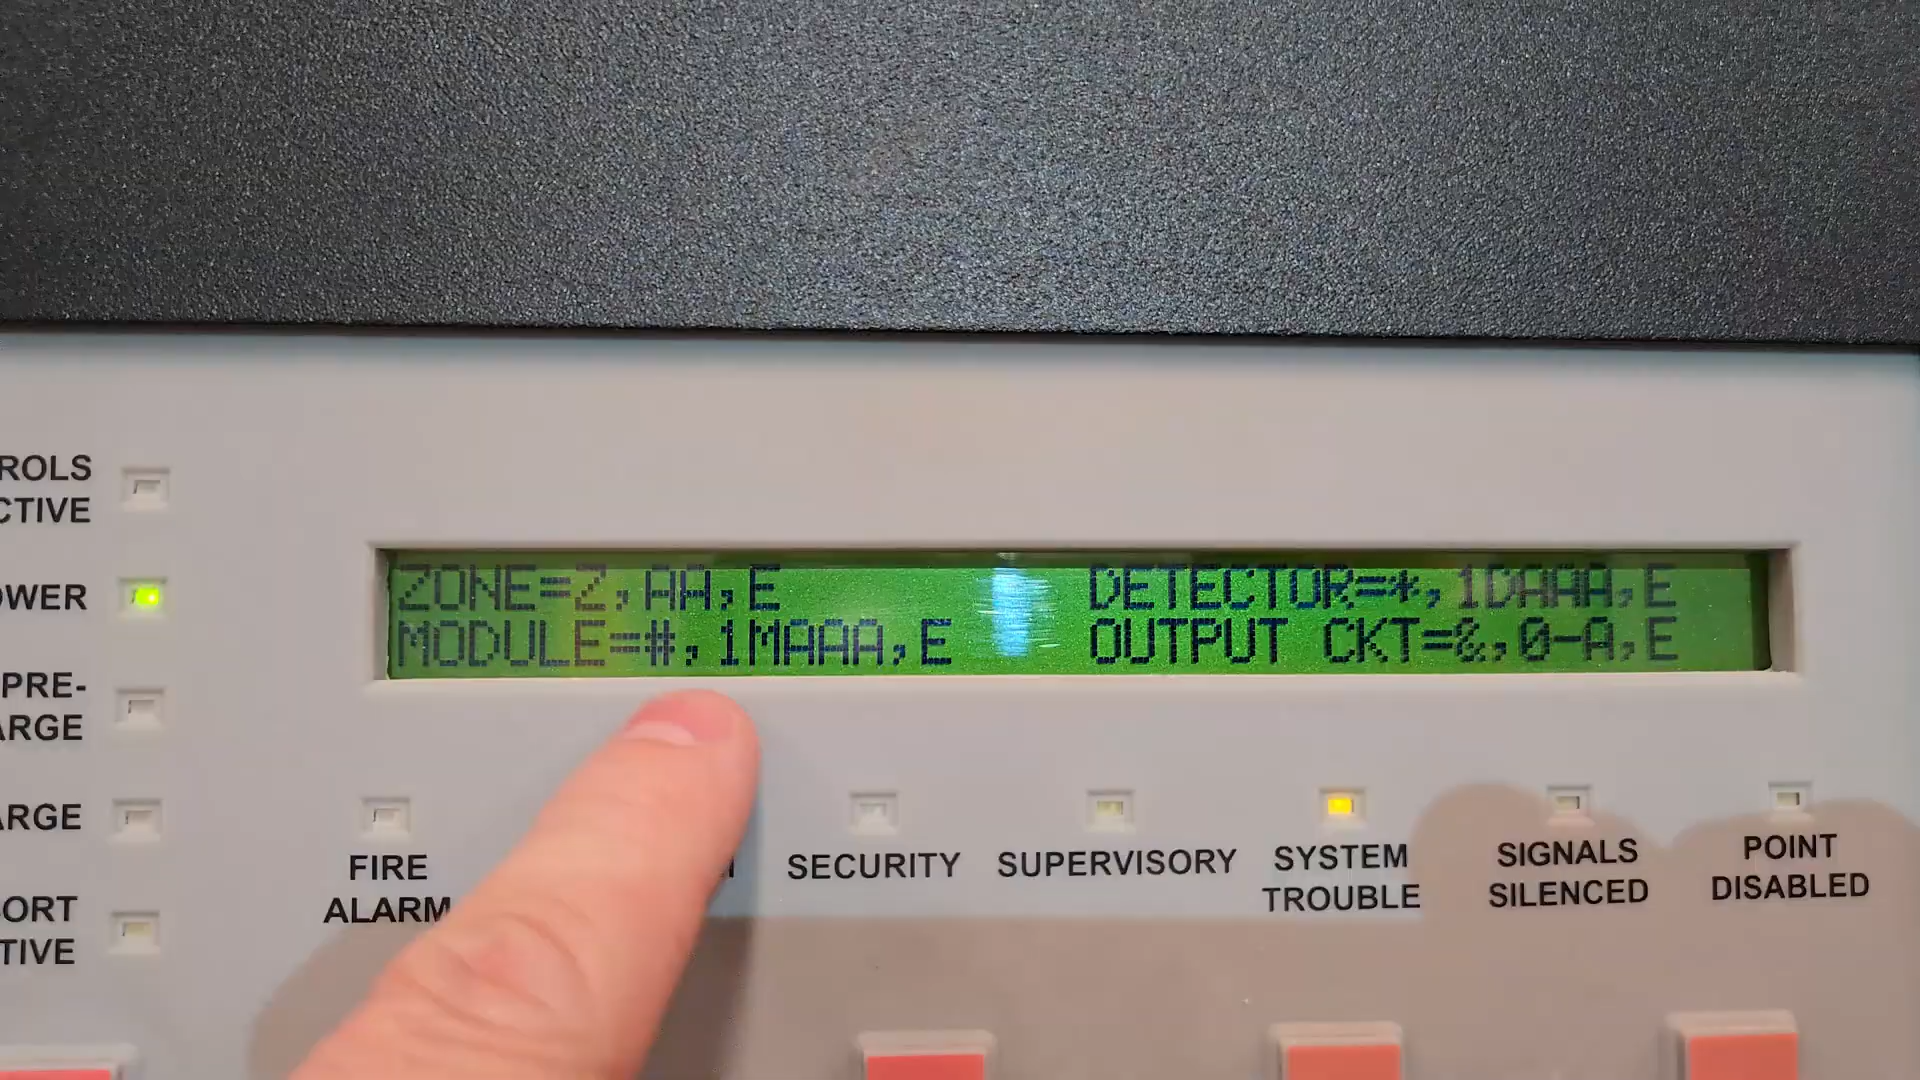 ROLS
CTIVE
OWER
PRE-
ARGE
ARGE
ORT
TIVE
ZONE=Z,AA,E DETECTOR=*,1DAAA,E
MODULE=#,1MAAA,E OUTPUT CKT=&,0-A,E
FIRE
ALARM
SECURITY
SUPERVISORY
SYSTEM
TROUBLE
SIGNALS
SILENCED
POINT
DISABLED